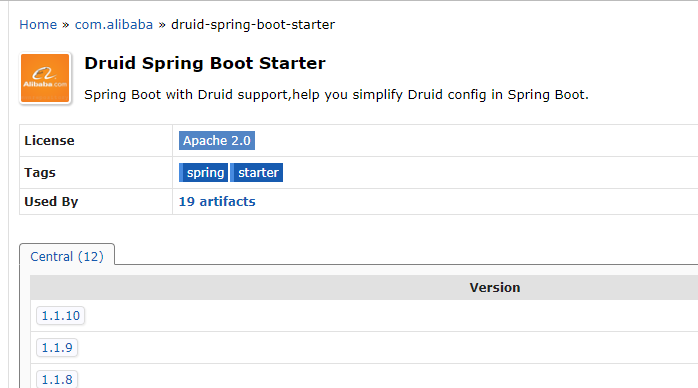 Home » com.alibaba » druid-spring-boot-starter
Alibaba.com
Druid Spring Boot Starter
Spring Boot with Druid support,help you simplify Druid config in Spring Boot.
License Apache 2.0
Tags spring starter
Used By 19 artifacts
Central (12)
Version
1.1.10
1.1.9
1.1.8